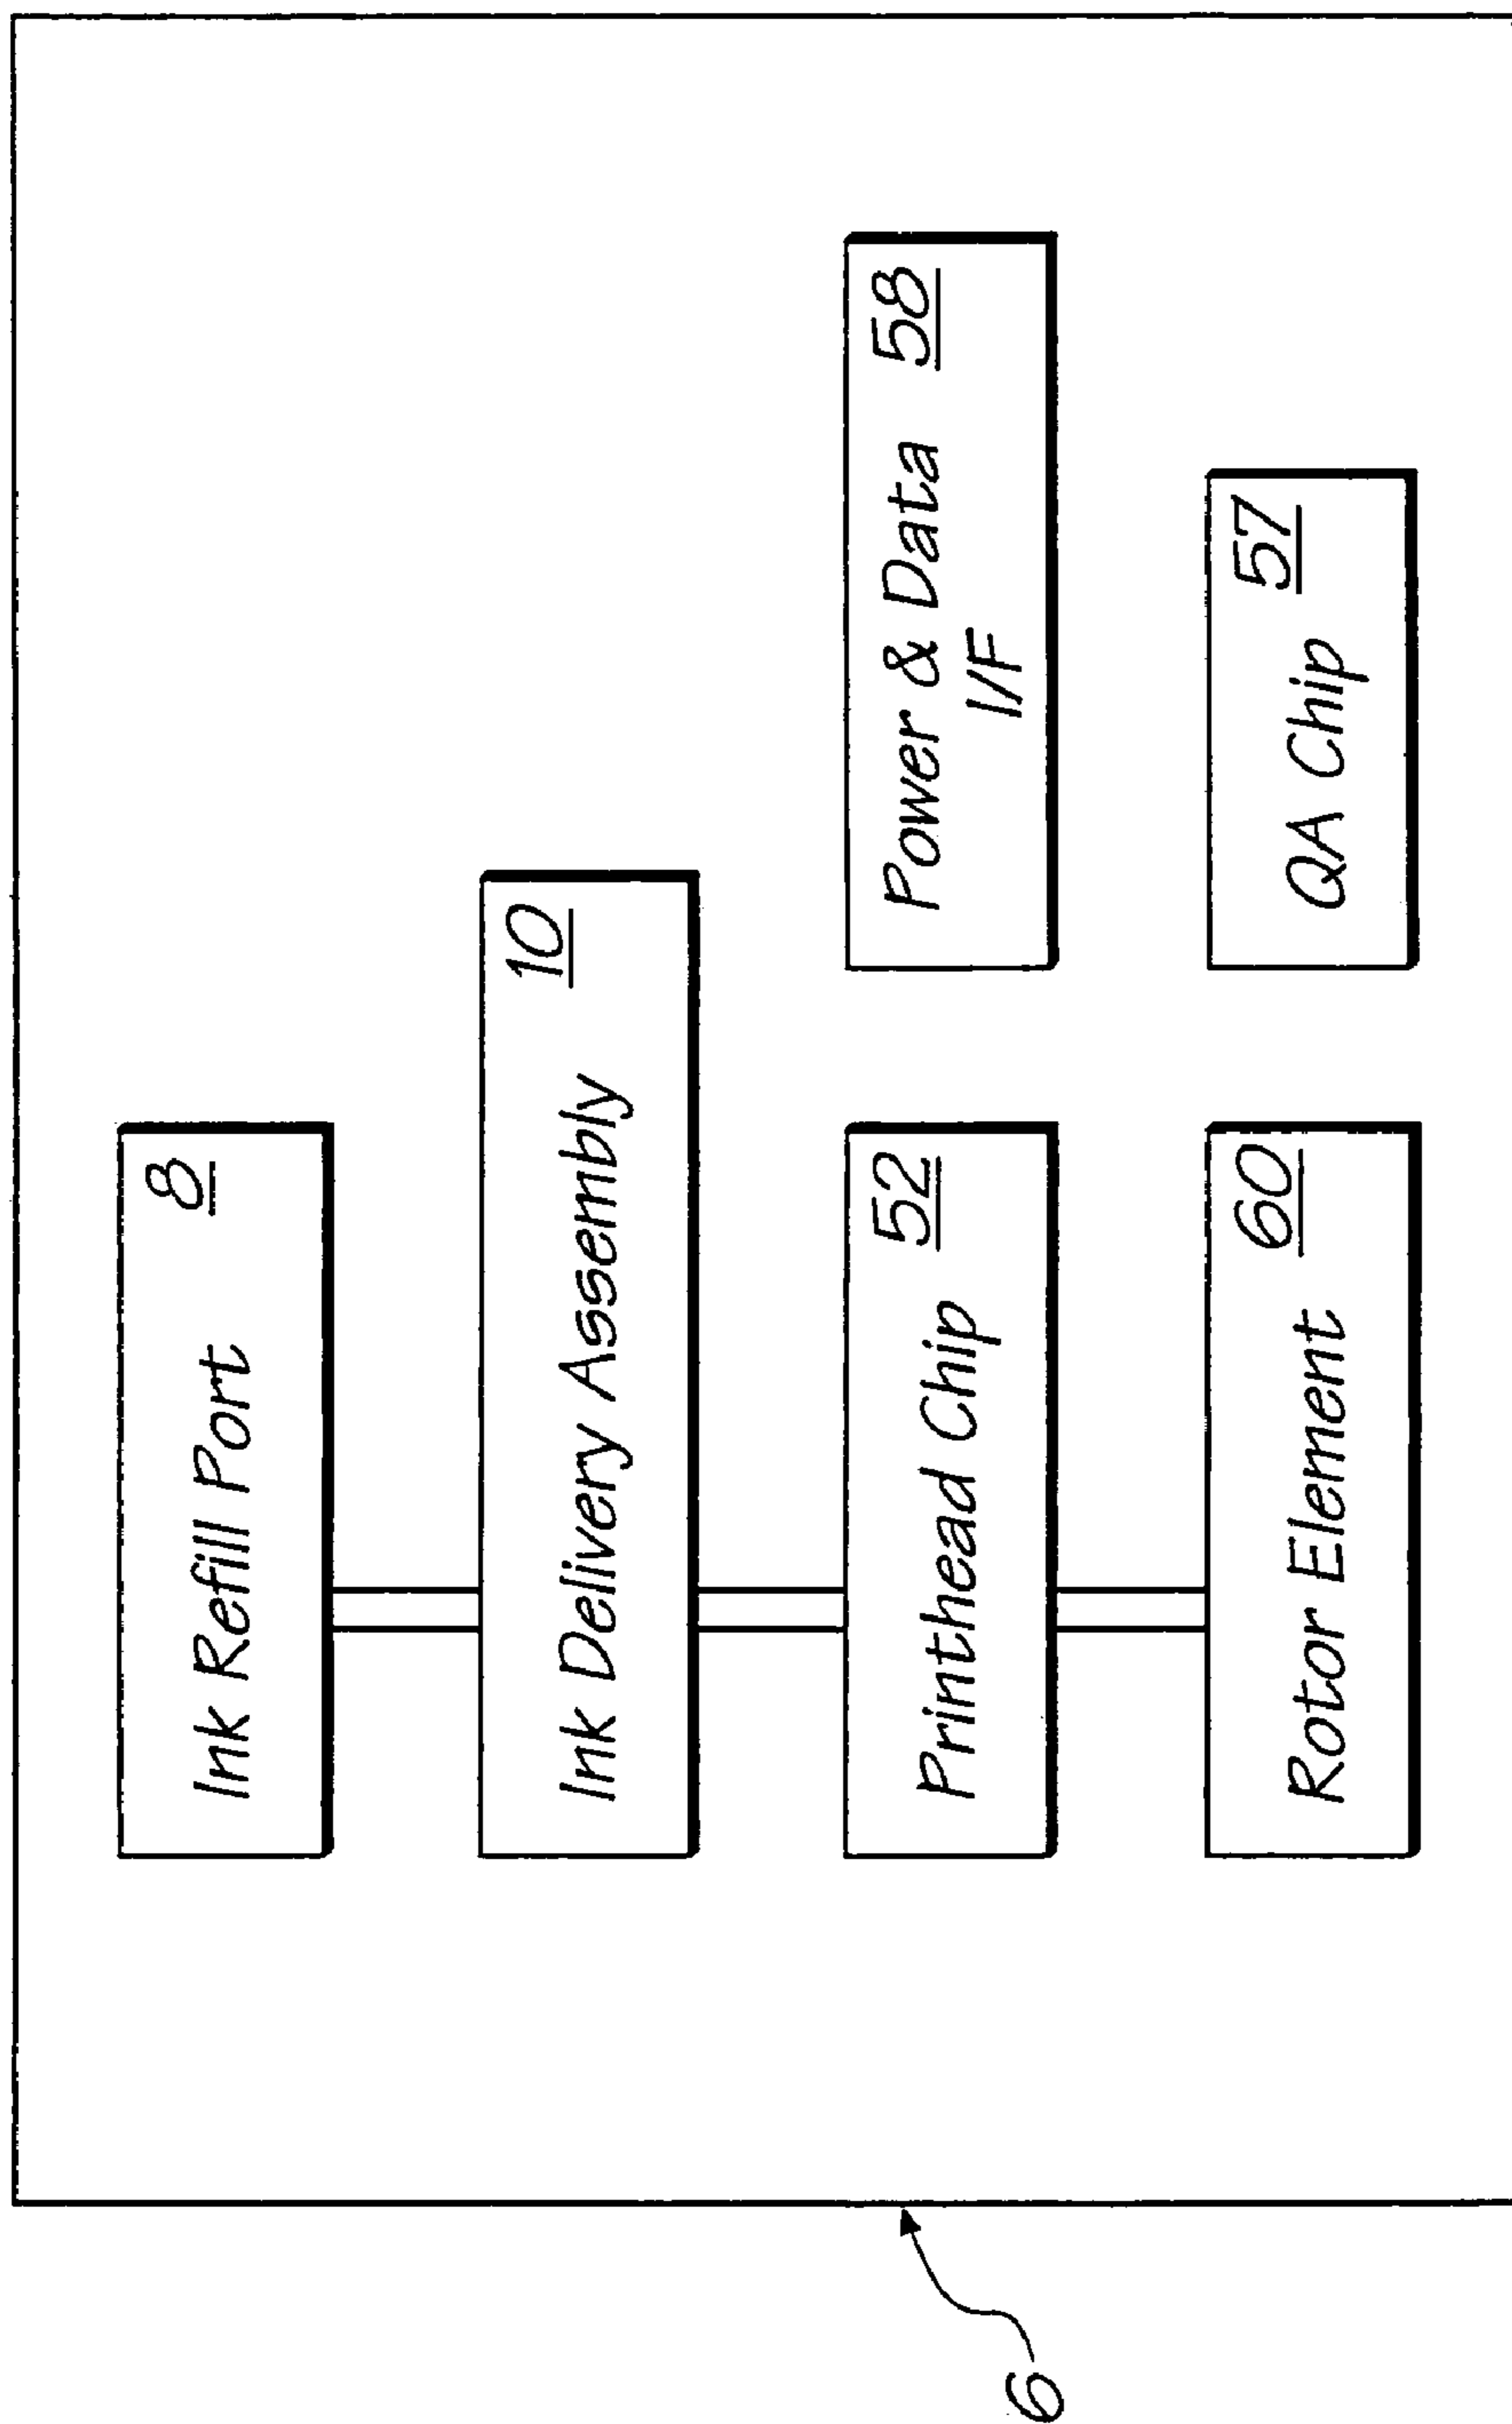 Ink Refill Port 8
Ink Delivery Assembly 10
Printhead Chip 52
Power & Data 58
I/F
Rotor Element 60
QA Chip 57
6